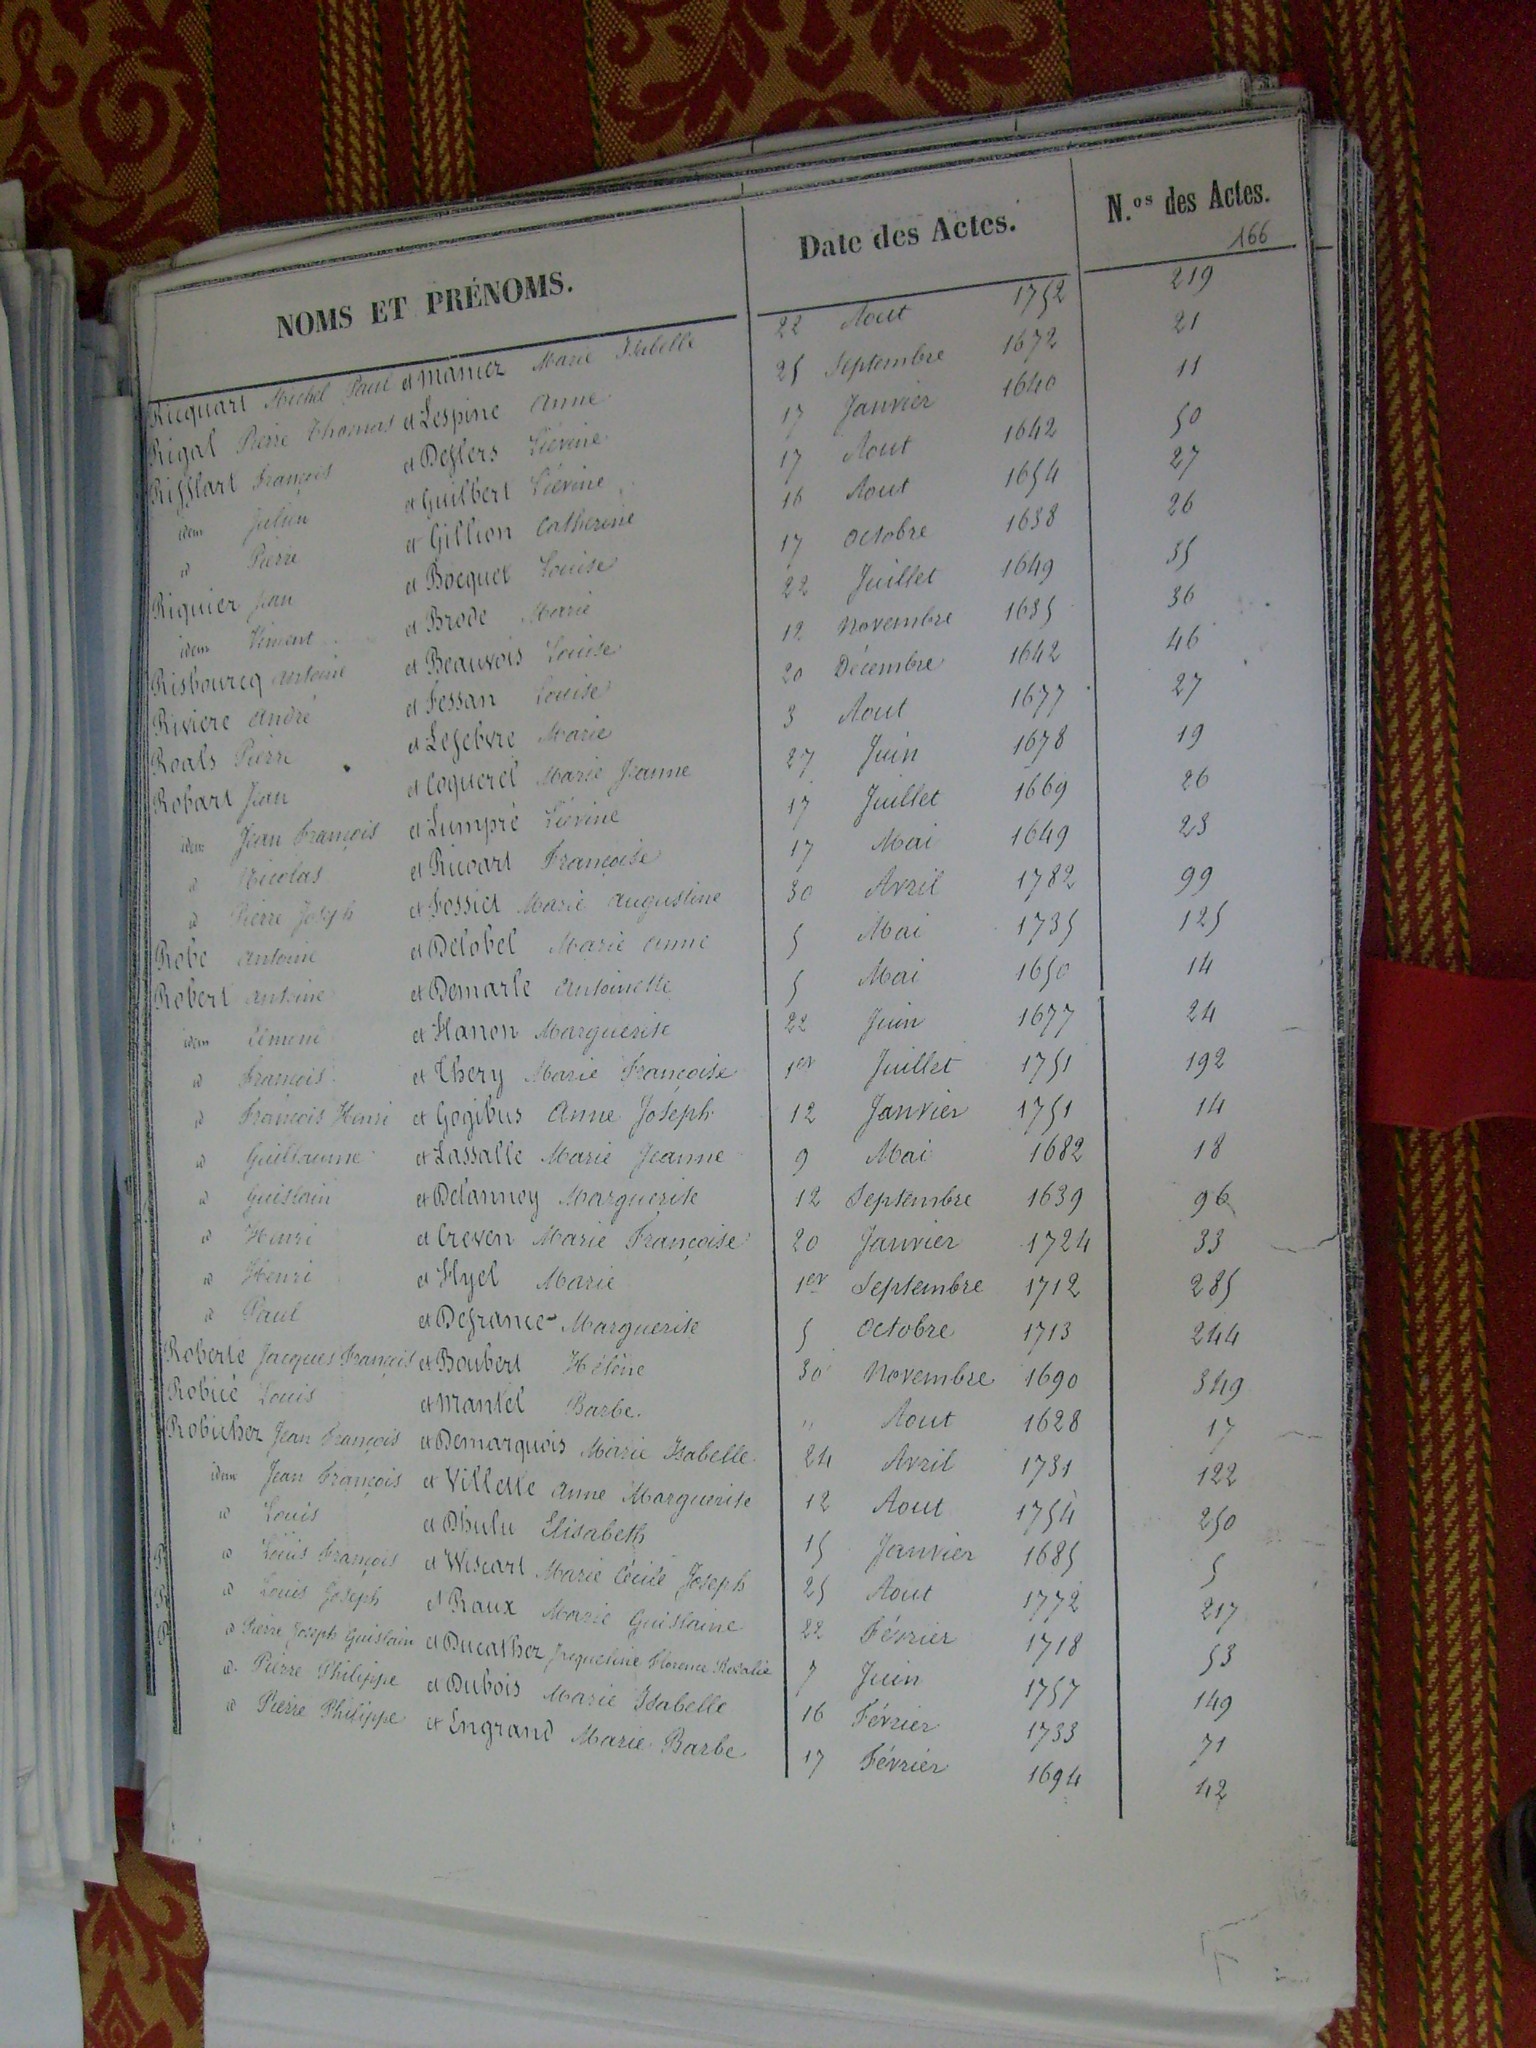 NOMS ET PRÉNOMS. Date des Actes. N.os des Actes.
166
Ricquart Michel Paul et Maniez Marie Isabelle 22 Aout 1752 219
Rigal Pierre Thomas et Lespine Anne 25 Septembre 1672 21
Rifflart François et Deflers Liévine 17 Janvier 1640 11
idem Julien et Guilbert Liévine 17 Aout 1642 50
id Pierre et Gillion Catherine 16 Aout 1654 27
Riquier Jean et Bocquet Louise 17 Octobre 1638 26
idem Vincent et Brode Marie 22 Juillet 1649 35
Risbourcq Antoine et Beauvois Louise 12 Novembre 1635 36
Riviere André et Fessan Louise 20 Décembre 1642 46
Roals Pierre et Lefebvre Marie 3 Aout 1677 27
Robart Jean et Coquerel Marie Jeanne 27 Juin 1678 19
idem Jean François et Lumpré Liévine 17 Juillet 1669 26
id Nicolas et Ricoart Françoise 17 Mai 1649 23
id Pierre Joseph et Fossier Marie Augustine 30 Avril 1782 99
Robe Antoine et Delobel Marie Anne 5 Mai 1735 125
Robert Antoine et Demarle Antoinette 5 Mai 1650 14
idem et Hanon Marguerite 22 Juin 1677 24
id François et Thery Marie Françoise 1er Juillet 1751 192
id François Henri et Gogibus Anne Joseph 12 Janvier 1751 14
id Guillaume et Lassalle Marie Jeanne 9 Mai 1682 18
id Guislain et Delannoy Marguerite 12 Septembre 1639 96
id Henri et Creven Marie Françoise 20 Janvier 1724 33
id Henri et Hyel Marie 1er Septembre 1712 285
id Paul et Defrance Marguerite 5 Octobre 1713 244
Roberte Jacques François et Boubert Hélène 30 Novembre 1690 349
Robicé Louis et Mantel Barbe " Aout 1628 17
Robicher Jean François et Demarquois Marie Isabelle 24 Avril 1731 122
idem Jean François et Villette Anne Marguerite 12 Aout 1754 250
id Louis et Dhulu Elisabeth 15 Janvier 1685 5
id Louis François et Wiscart Marie Cécile Joseph 25 Aout 1772 217
id Louis Joseph et Raux Marie Guislaine 22 Février 1718 53
id Pierre Joseph Guislain et Ducather Jacqueline Florence Rosalie 7 Juin 1757 149
id Pierre Philippe et Dubois Marie Isabelle 16 Février 1733 71
id Pierre Philippe et Engrand Marie Barbe 17 Février 1694 42